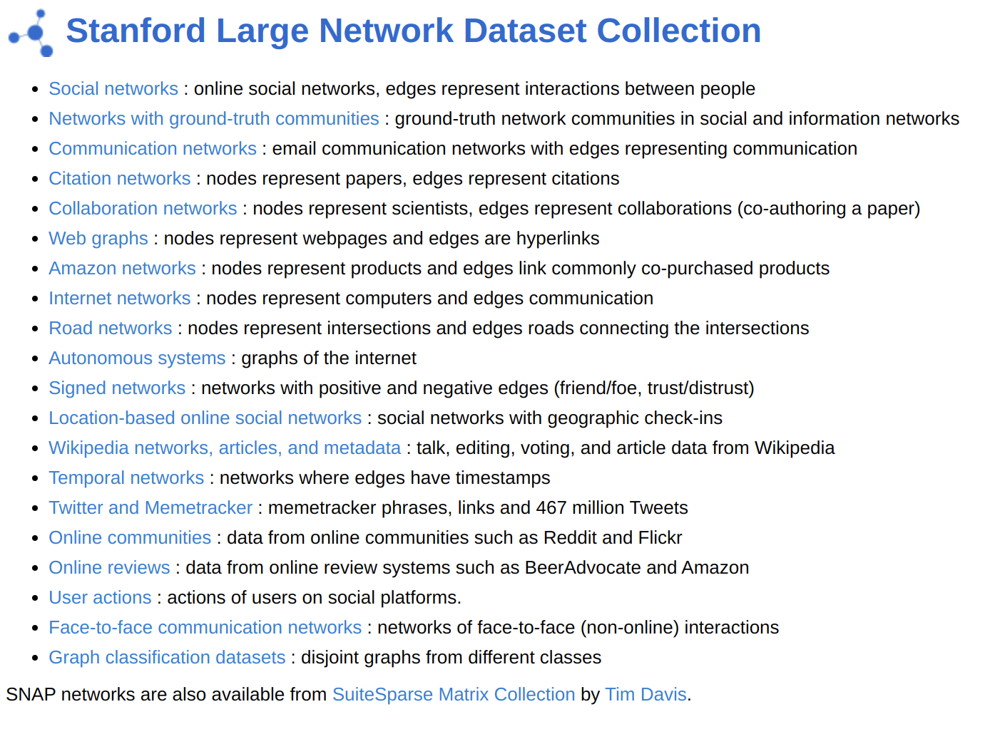 Stanford Large Network Dataset Collection
• Social networks : online social networks, edges represent interactions between people
• Networks with ground-truth communities : ground-truth network communities in social and information networks
• Communication networks : email communication networks with edges representing communication
• Citation networks : nodes represent papers, edges represent citations
• Collaboration networks : nodes represent scientists, edges represent collaborations (co-authoring a paper)
• Web graphs : nodes represent webpages and edges are hyperlinks
• Amazon networks : nodes represent products and edges link commonly co-purchased products
• Internet networks : nodes represent computers and edges communication
• Road networks : nodes represent intersections and edges roads connecting the intersections
• Autonomous systems : graphs of the internet
• Signed networks : networks with positive and negative edges (friend/foe, trust/distrust)
• Location-based online social networks : social networks with geographic check-ins
• Wikipedia networks, articles, and metadata : talk, editing, voting, and article data from Wikipedia
• Temporal networks : networks where edges have timestamps
• Twitter and Memetracker : memetracker phrases, links and 467 million Tweets
• Online communities : data from online communities such as Reddit and Flickr
• Online reviews : data from online review systems such as BeerAdvocate and Amazon
• User actions : actions of users on social platforms.
• Face-to-face communication networks : networks of face-to-face (non-online) interactions
• Graph classification datasets : disjoint graphs from different classes
SNAP networks are also available from SuiteSparse Matrix Collection by Tim Davis.